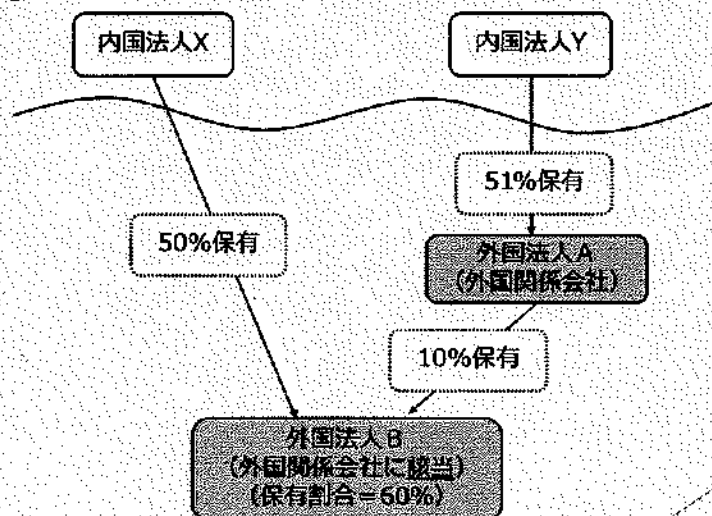 内国法人X
内国法人Y
51%保有
50%保有
外国法人A
(外国関係会社)
10%保有
外国法人B
(外国関係会社に該当)
(保有割合=60%)